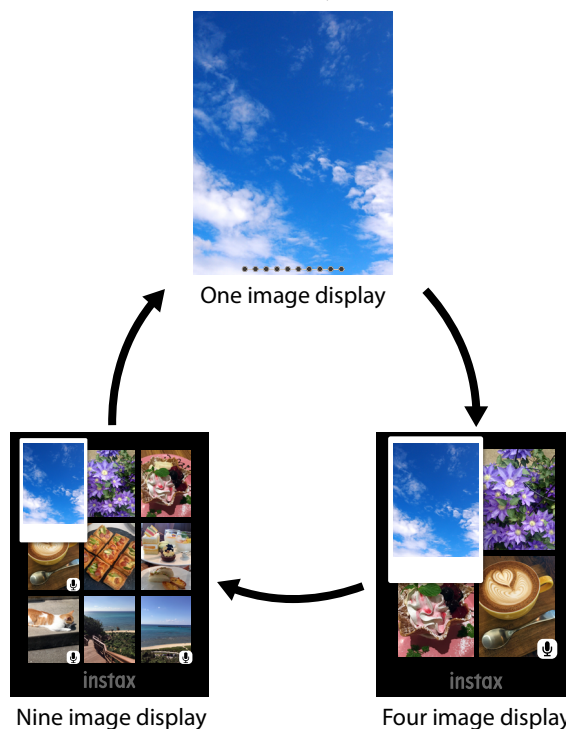 One image display
instax
instax
Nine image display
Four image display